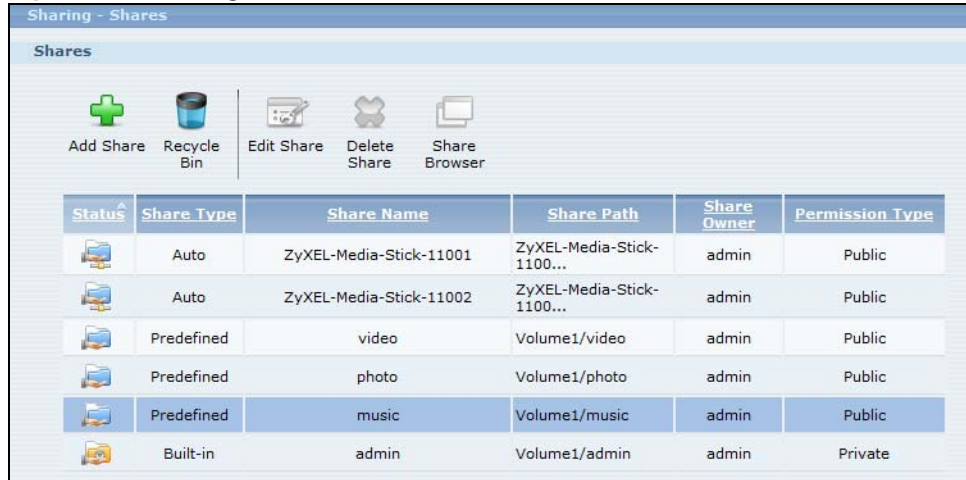 Sharing - Shares
Shares
Add Share
Recycle Bin
Edit Share
Delete Share
Share Browser
Status Share Type Share Name Share Path Share Owner Permission Type
Auto ZyXEL-Media-Stick-11001 ZyXEL-Media-Stick-1100... admin Public
Auto ZyXEL-Media-Stick-11002 ZyXEL-Media-Stick-1100... admin Public
Predefined video Volume1/video admin Public
Predefined photo Volume1/photo admin Public
Predefined music Volume1/music admin Public
Built-in admin Volume1/admin admin Private